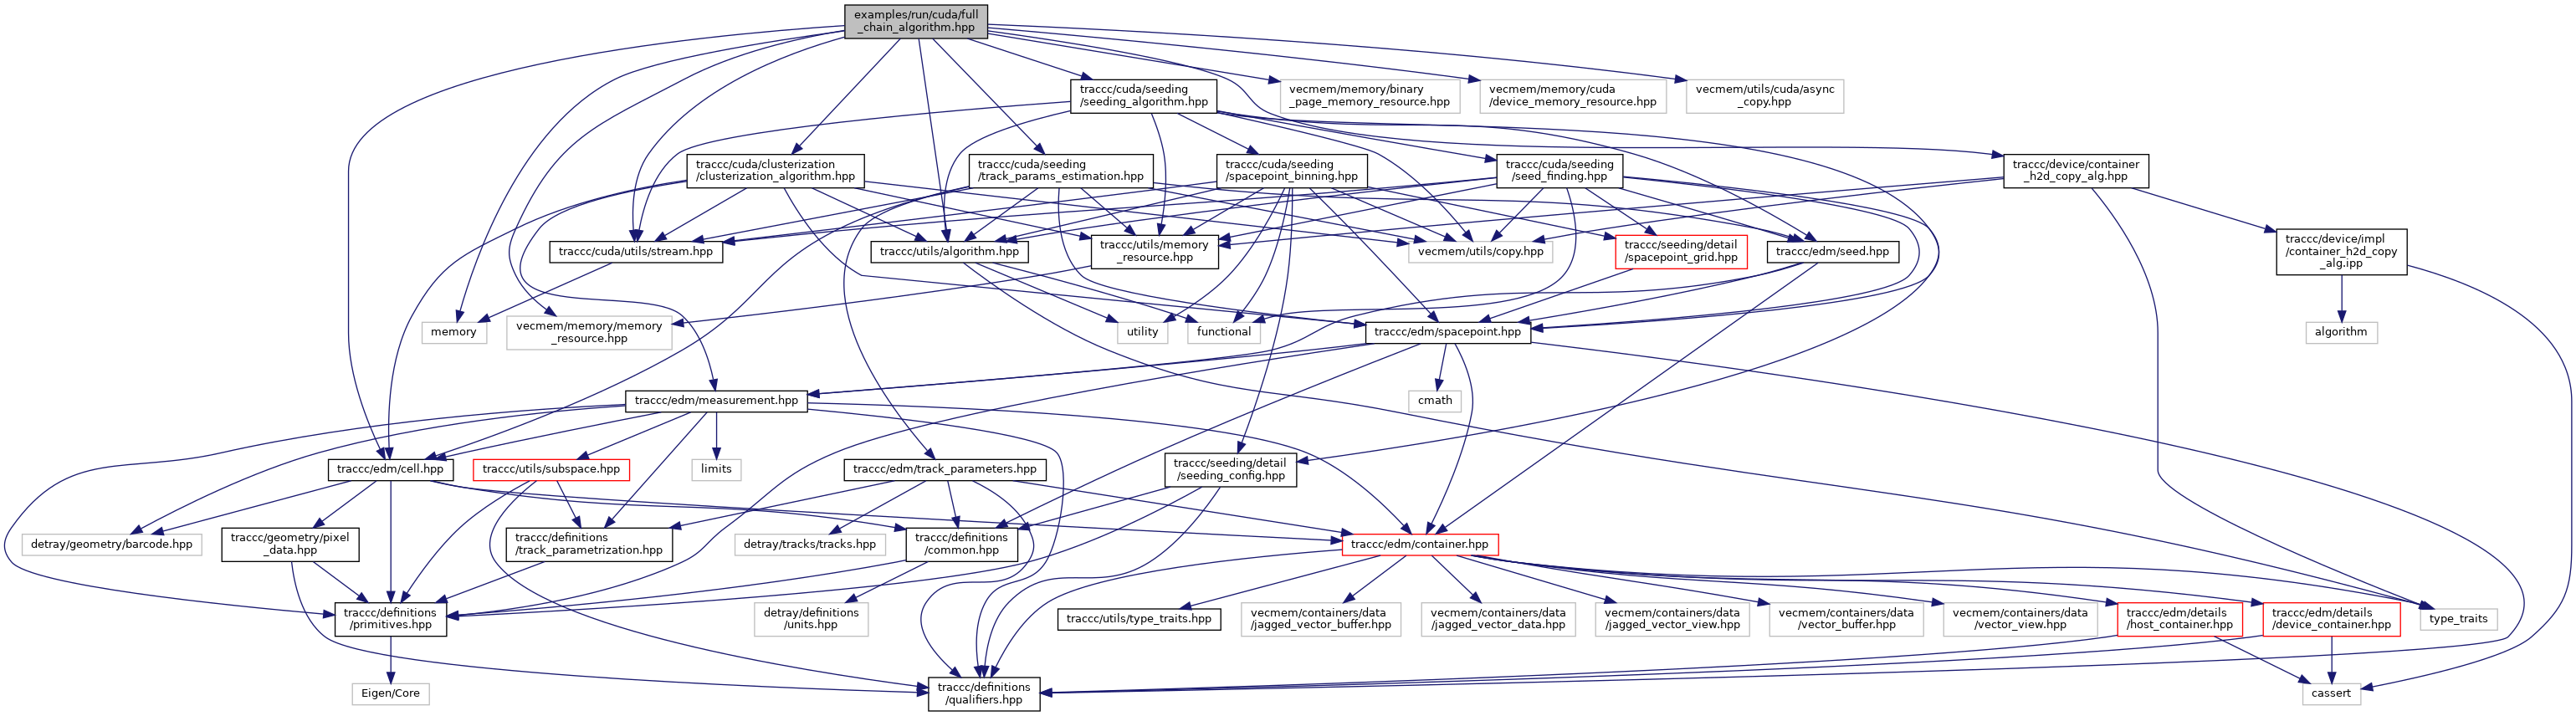 examples/run/cuda/full
_chain_algorithm.hpp
traccc/cuda/seeding
/seeding_algorithm.hpp
vecmem/memory/binary
_page_memory_resource.hpp
vecmem/memory/cuda
/device_memory_resource.hpp
vecmem/utils/cuda/async
_copy.hpp
traccc/cuda/clusterization
/clusterization_algorithm.hpp
traccc/cuda/seeding
/track_params_estimation.hpp
traccc/cuda/seeding
/spacepoint_binning.hpp
traccc/cuda/seeding
/seed_finding.hpp
traccc/device/container
_h2d_copy_alg.hpp
traccc/cuda/utils/stream.hpp
traccc/utils/algorithm.hpp
traccc/utils/memory
_resource.hpp
vecmem/utils/copy.hpp
traccc/seeding/detail
/spacepoint_grid.hpp
traccc/edm/seed.hpp
traccc/device/impl
/container_h2d_copy
_alg.ipp
memory
vecmem/memory/memory
_resource.hpp
utility
functional
traccc/edm/spacepoint.hpp
algorithm
traccc/edm/measurement.hpp
cmath
traccc/edm/cell.hpp
traccc/utils/subspace.hpp
limits
traccc/edm/track_parameters.hpp
traccc/seeding/detail
/seeding_config.hpp
detray/geometry/barcode.hpp
traccc/geometry/pixel
_data.hpp
traccc/definitions
/track_parametrization.hpp
detray/tracks/tracks.hpp
traccc/definitions
/common.hpp
traccc/edm/container.hpp
traccc/definitions
/primitives.hpp
detray/definitions
/units.hpp
traccc/utils/type_traits.hpp
vecmem/containers/data
/jagged_vector_buffer.hpp
vecmem/containers/data
/jagged_vector_data.hpp
vecmem/containers/data
/jagged_vector_view.hpp
vecmem/containers/data
/vector_buffer.hpp
vecmem/containers/data
/vector_view.hpp
traccc/edm/details
/host_container.hpp
traccc/edm/details
/device_container.hpp
type_traits
Eigen/Core
traccc/definitions
/qualifiers.hpp
cassert